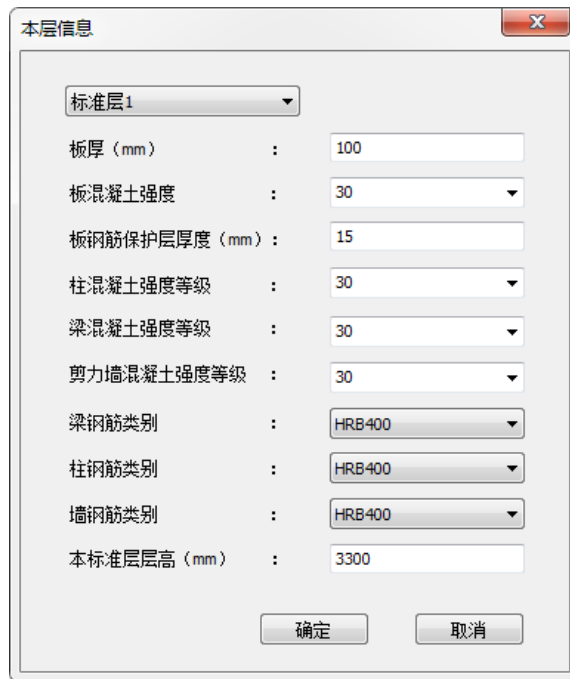 本层信息
标准层1
板厚（mm） : 100
板混凝土强度 : 30
板钢筋保护层厚度（mm）: 15
柱混凝土强度等级 : 30
梁混凝土强度等级 : 30
剪力墙混凝土强度等级 : 30
梁钢筋类别 : HRB400
柱钢筋类别 : HRB400
墙钢筋类别 : HRB400
本标准层层高（mm） : 3300
确定 取消